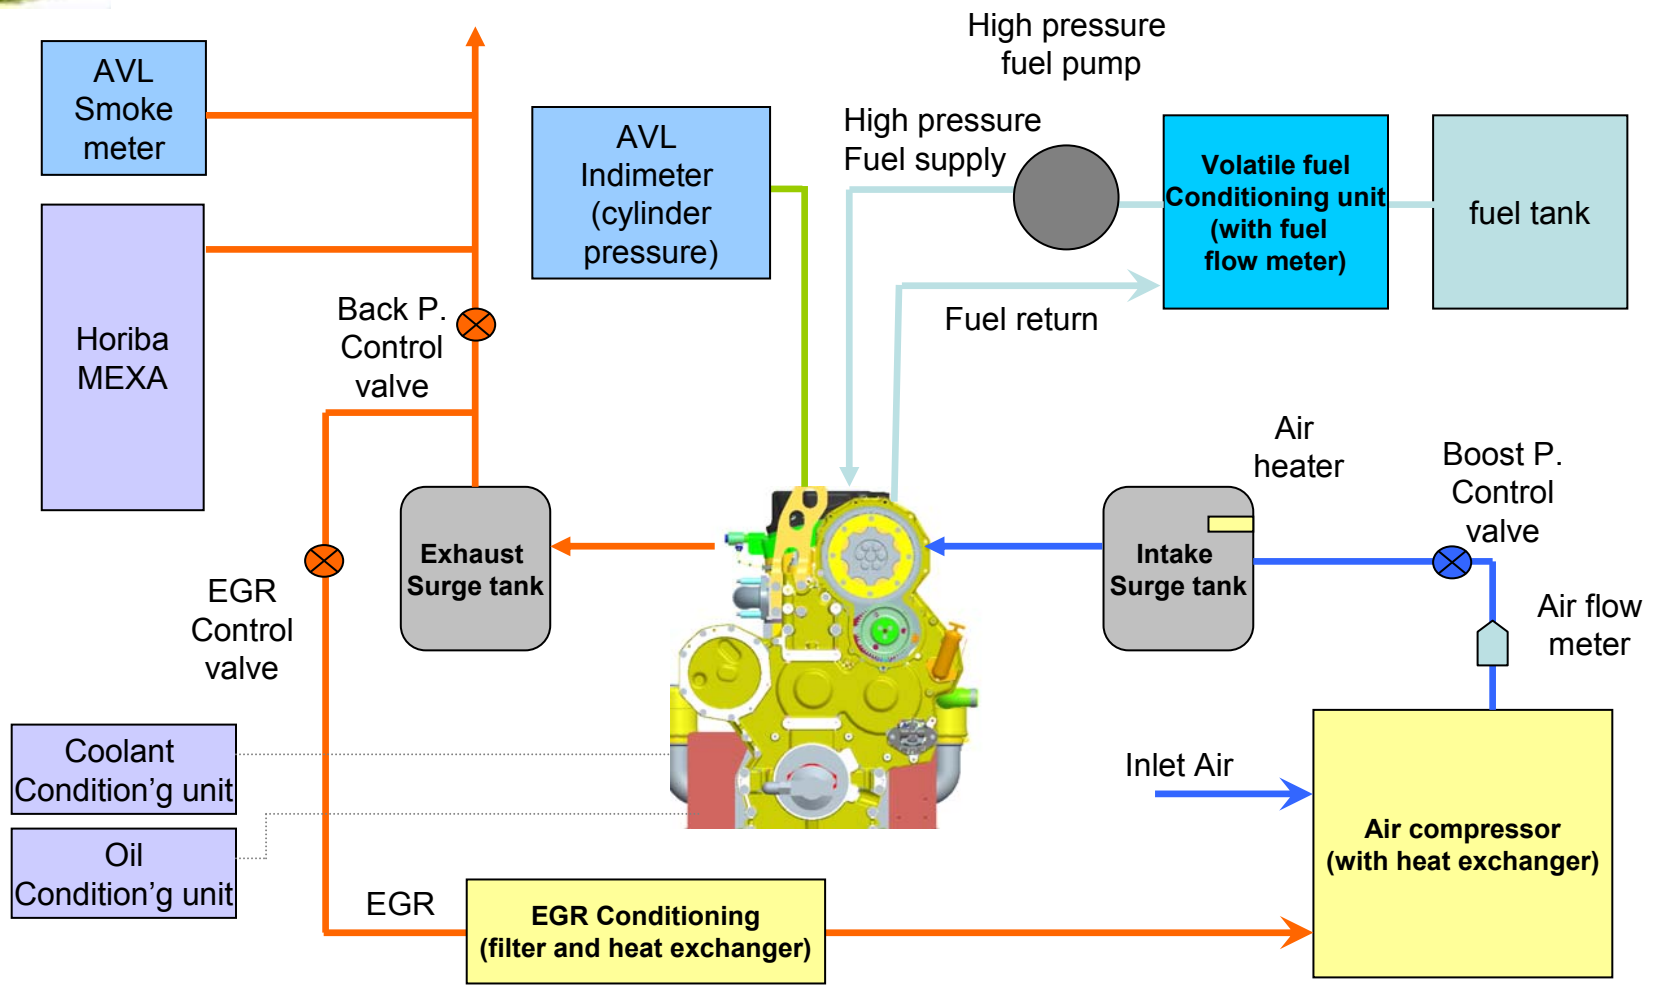 High pressure
fuel pump
AVL
Smoke
meter
AVL
Indimeter
(cylinder
pressure)
High pressure
Fuel supply
Volatile fuel
Conditioning unit
(with fuel
flow meter)
fuel tank
Horiba
MEXA
Back P.
Control
valve
Fuel return
Air
heater
Boost P.
Control
valve
Exhaust
Surge tank
Intake
Surge tank
EGR
Control
valve
Air flow
meter
Coolant
Condition'g unit
Inlet Air
Air compressor
(with heat exchanger)
Oil
Condition'g unit
EGR
EGR Conditioning
(filter and heat exchanger)